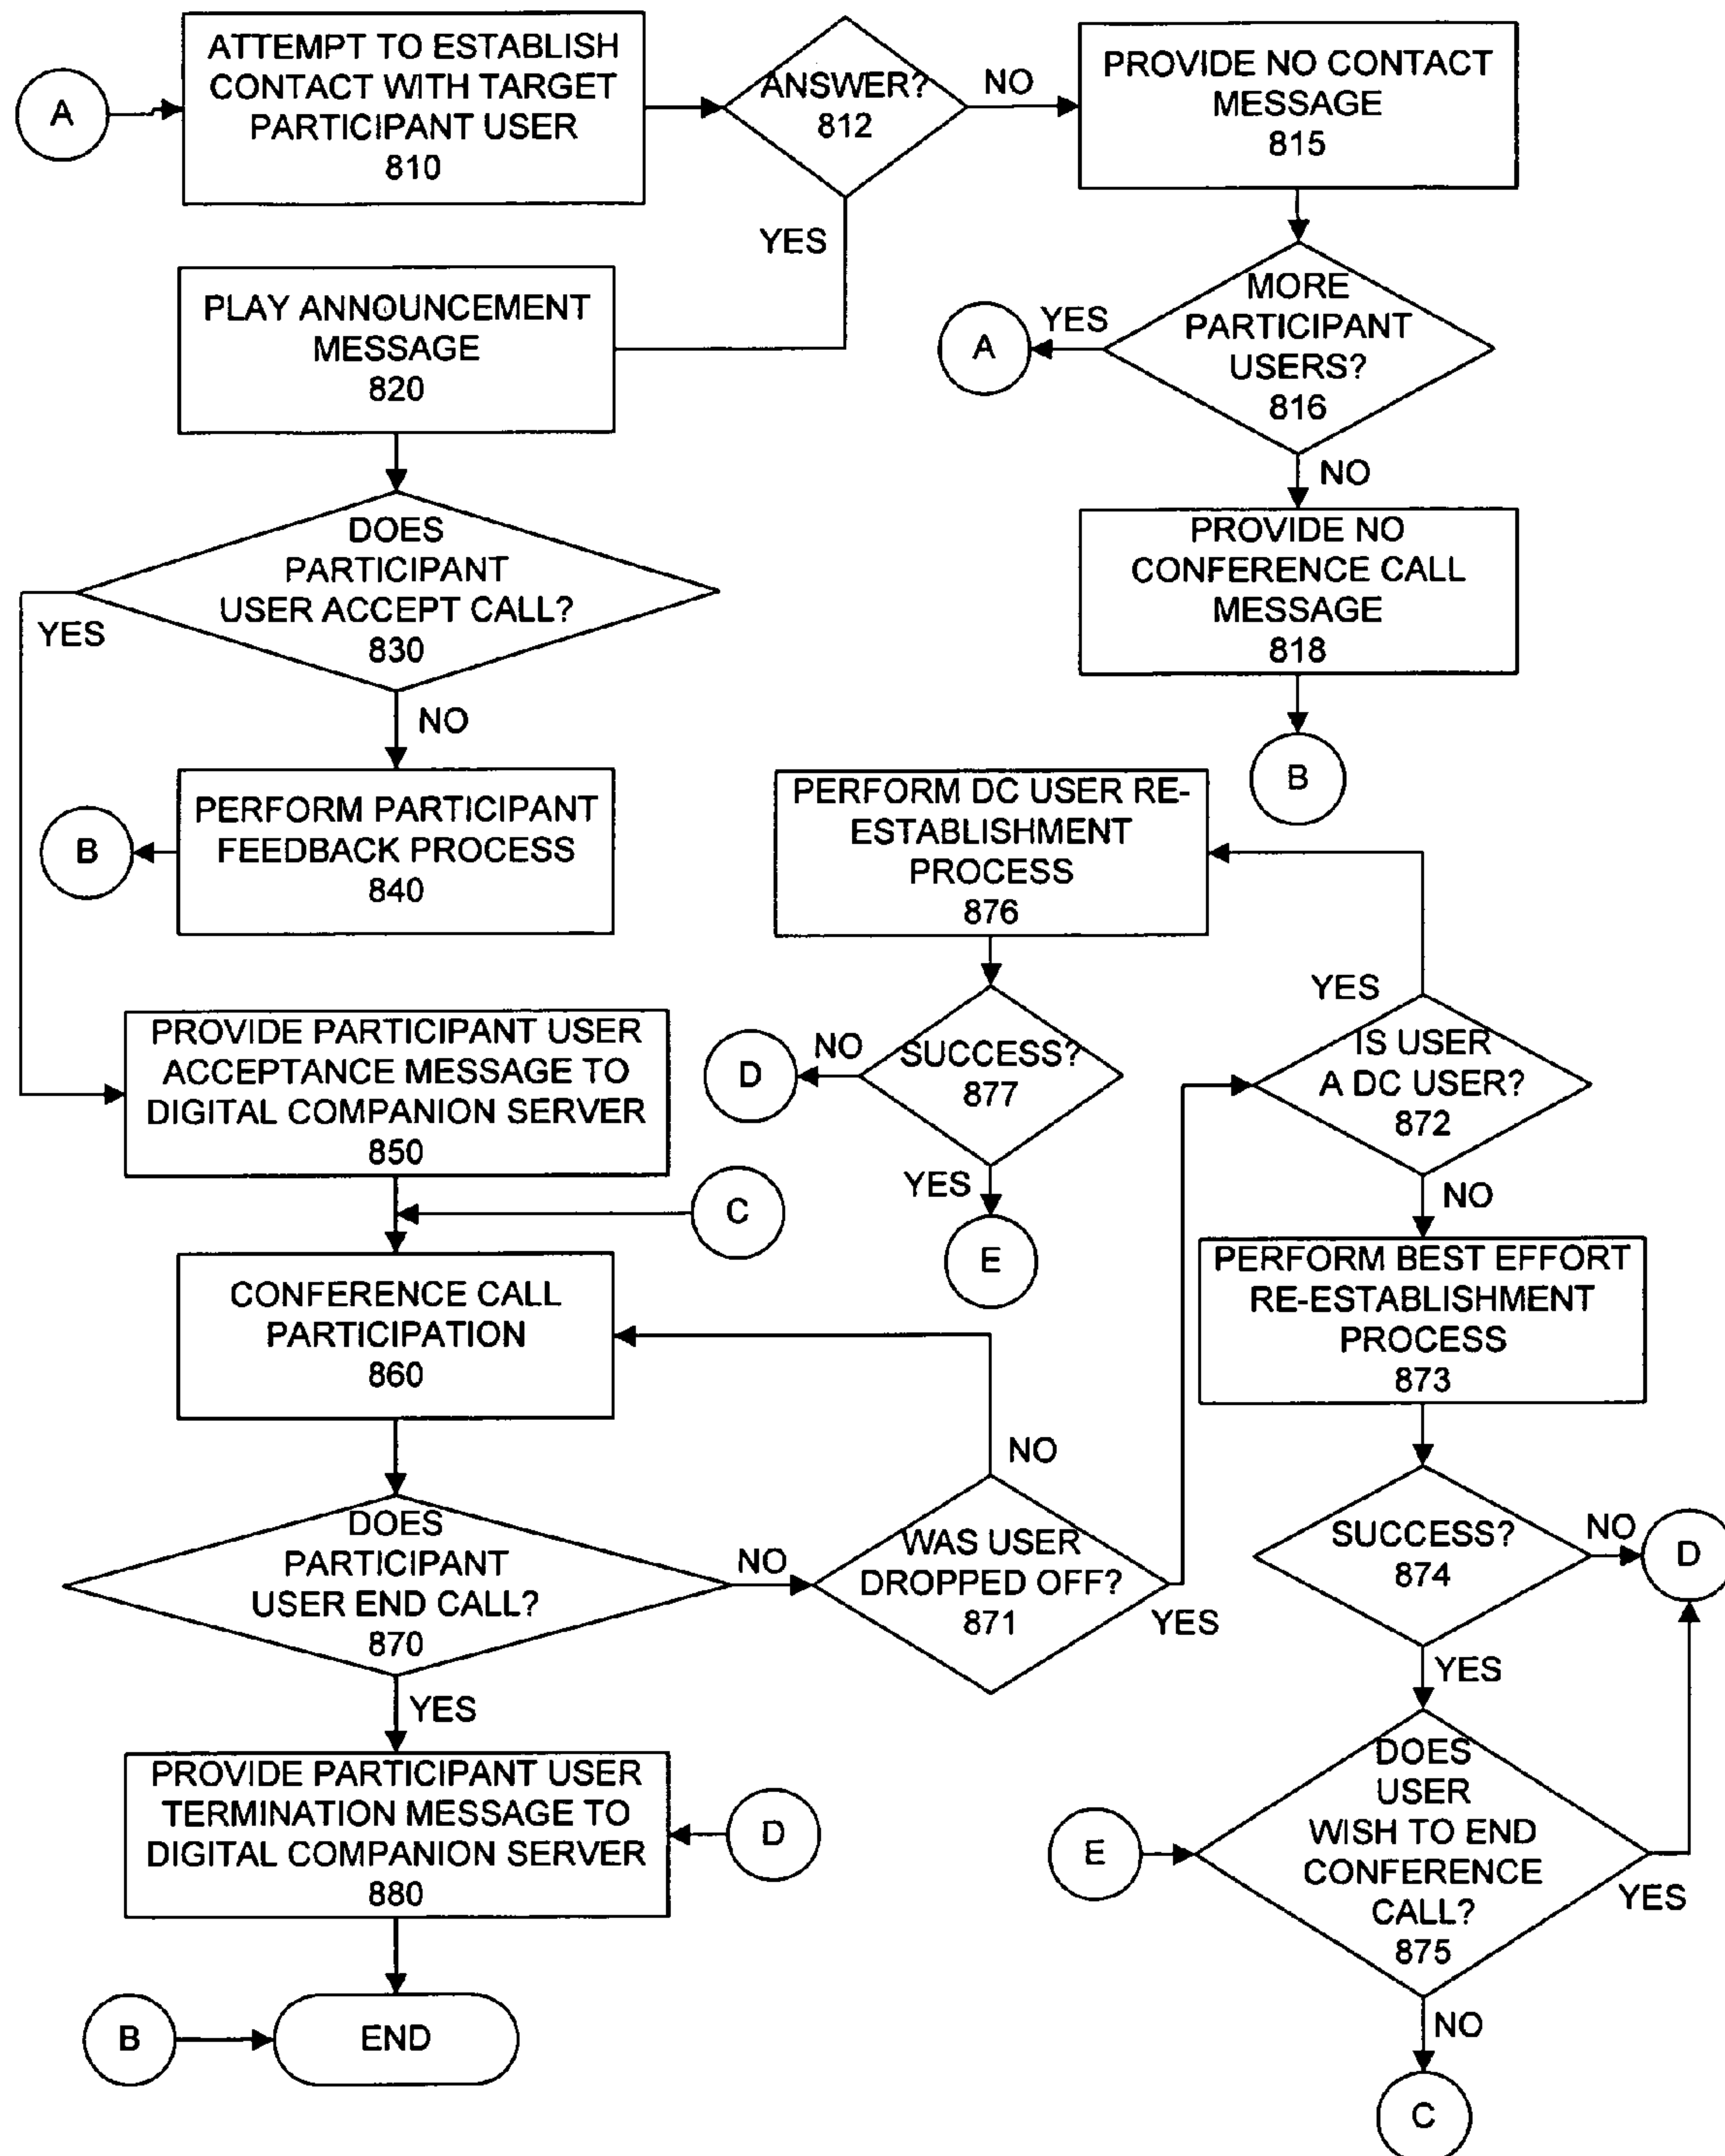 A
ATTEMPT TO ESTABLISH
CONTACT WITH TARGET
PARTICIPANT USER
810
ANSWER?
812
NO
YES
PROVIDE NO CONTACT
MESSAGE
815
MORE
PARTICIPANT
USERS?
816
YES
A
NO
PROVIDE NO
CONFERENCE CALL
MESSAGE
818
B
PLAY ANNOUNCEMENT
MESSAGE
820
DOES
PARTICIPANT
USER ACCEPT CALL?
830
YES
NO
PERFORM PARTICIPANT
FEEDBACK PROCESS
840
B
PROVIDE PARTICIPANT USER
ACCEPTANCE MESSAGE TO
DIGITAL COMPANION SERVER
850
C
CONFERENCE CALL
PARTICIPATION
860
DOES
PARTICIPANT
USER END CALL?
870
NO
YES
WAS USER
DROPPED OFF?
871
NO
YES
PERFORM DC USER RE-
ESTABLISHMENT
PROCESS
876
SUCCESS?
877
NO
D
YES
E
IS USER
A DC USER?
872
YES
NO
PERFORM BEST EFFORT
RE-ESTABLISHMENT
PROCESS
873
SUCCESS?
874
NO
D
YES
E
DOES
USER
WISH TO END
CONFERENCE
CALL?
875
YES
NO
C
PROVIDE PARTICIPANT USER
TERMINATION MESSAGE TO
DIGITAL COMPANION SERVER
880
D
B
END